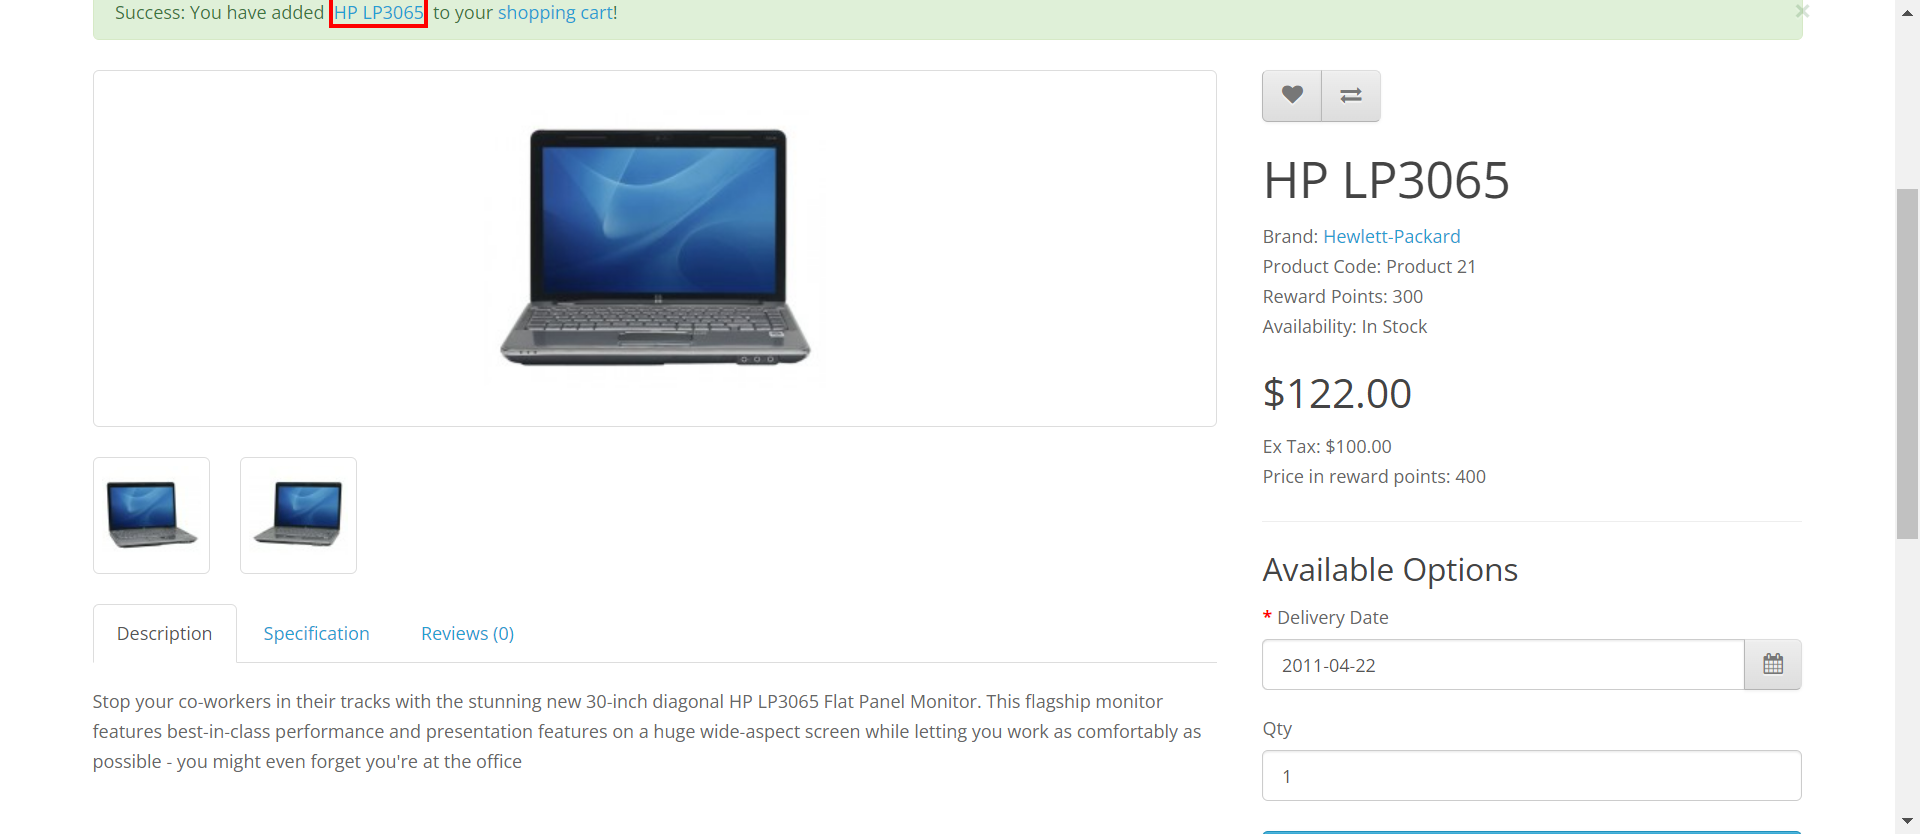 Success: You have added HP LP3065 to your shopping cart!
×
HP LP3065
Brand: Hewlett-Packard
Product Code: Product 21
Reward Points: 300
Availability: In Stock
$122.00
Ex Tax: $100.00
Price in reward points: 400
Available Options
* Delivery Date
2011-04-22
Qty
1
Description
Specification
Reviews (0)
Stop your co-workers in their tracks with the stunning new 30-inch diagonal HP LP3065 Flat Panel Monitor. This flagship monitor
features best-in-class performance and presentation features on a huge wide-aspect screen while letting you work as comfortably as
possible - you might even forget you're at the office